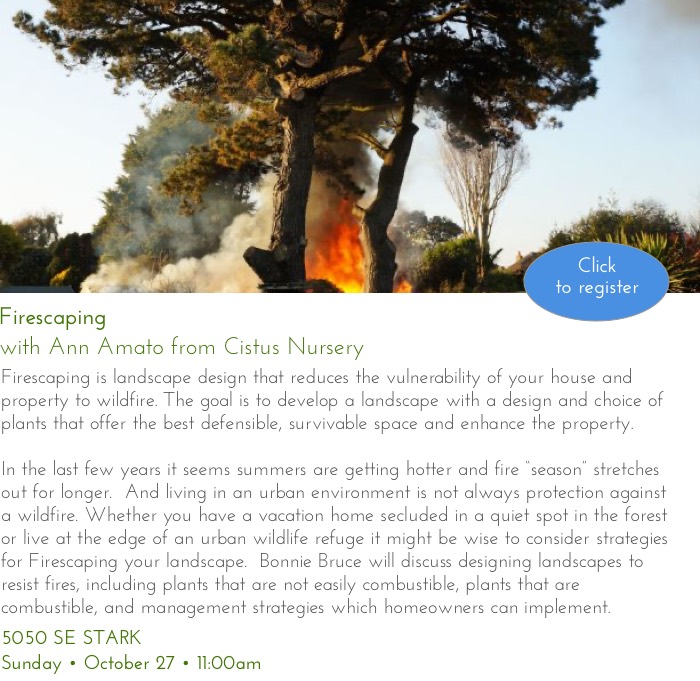 Click
to register
Firescaping
with Ann Amato from Cistus Nursery
Firescaping is landscape design that reduces the vulnerability of your house and
property to wildfire. The goal is to develop a landscape with a design and choice of
plants that offer the best defensible, survivable space and enhance the property.
In the last few years it seems summers are getting hotter and fire "season" stretches
out for longer.  And living in an urban environment is not always protection against
a wildfire. Whether you have a vacation home secluded in a quiet spot in the forest
or live at the edge of an urban wildlife refuge it might be wise to consider strategies
for Firescaping your landscape.  Bonnie Bruce will discuss designing landscapes to
resist fires, including plants that are not easily combustible, plants that are
combustible, and management strategies which homeowners can implement.
5050 SE STARK
Sunday • October 27 • 11:00am